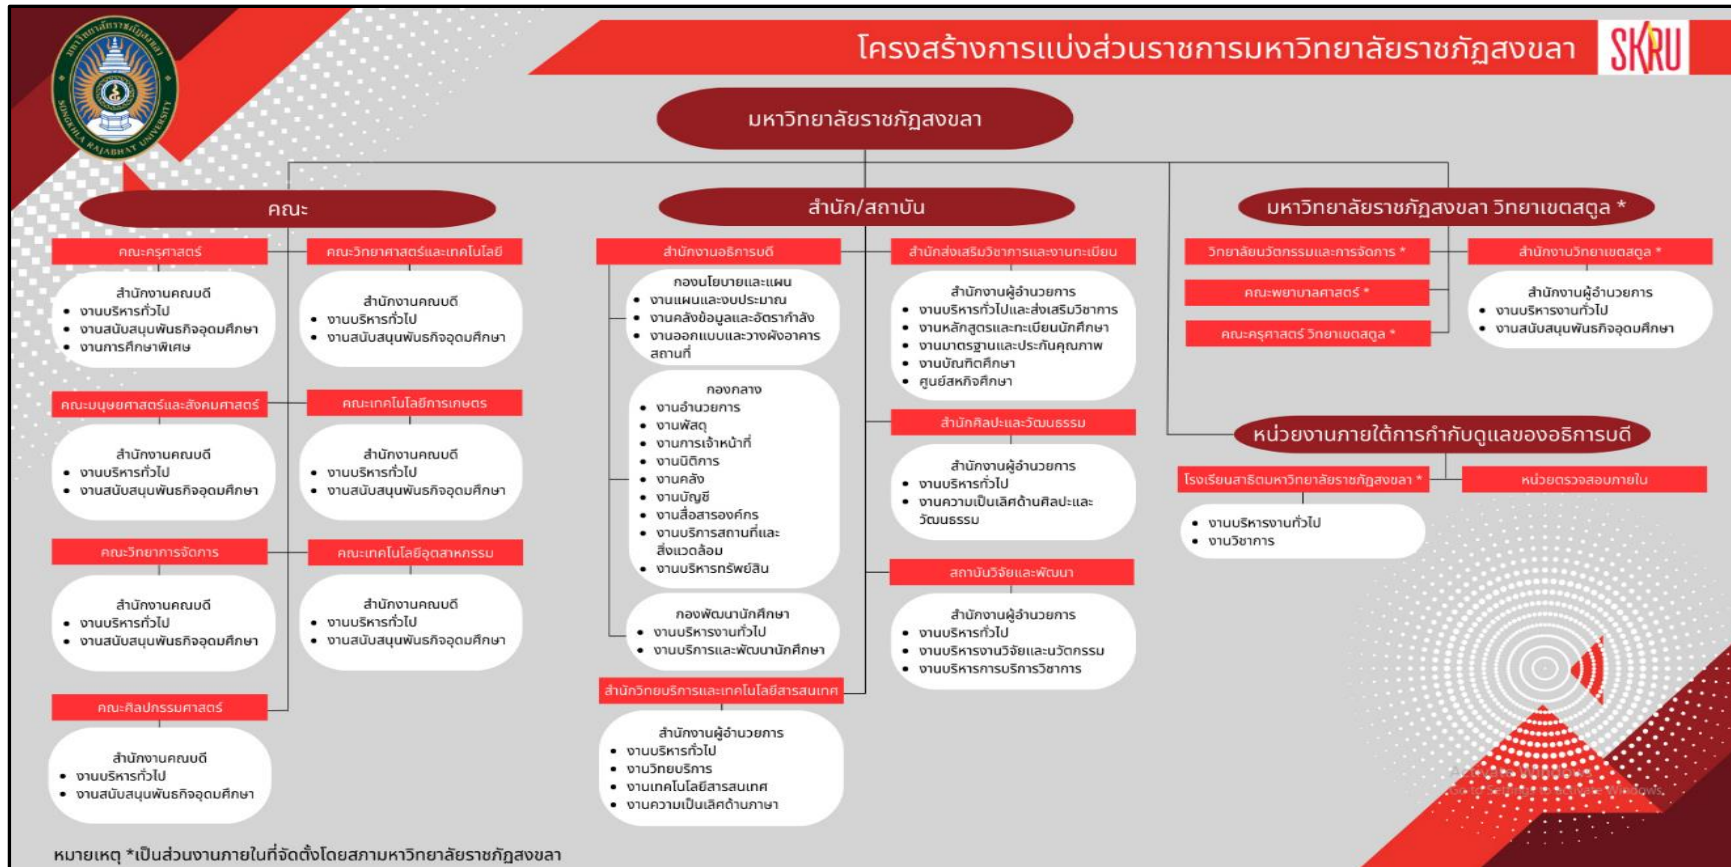 โครงสร้างการแบ่งส่วนราชการมหาวิทยาลัยราชภัฏสงขลา
SKRU
มหาวิทยาลัยราชภัฏสงขลา
SONGKHLA RAJABHAT UNIVERSITY
มหาวิทยาลัยราชภัฏสงขลา
คณะ
คณะครุศาสตร์
สำนักงานคณบดี
• งานบริหารทั่วไป
• งานสนับสนุนพันธกิจอุดมศึกษา
• งานการศึกษาพิเศษ
คณะวิทยาศาสตร์และเทคโนโลยี
สำนักงานคณบดี
• งานบริหารทั่วไป
• งานสนับสนุนพันธกิจอุดมศึกษา
คณะมนุษยศาสตร์และสังคมศาสตร์
สำนักงานคณบดี
• งานบริหารทั่วไป
• งานสนับสนุนพันธกิจอุดมศึกษา
คณะเทคโนโลยีการเกษตร
สำนักงานคณบดี
• งานบริหารทั่วไป
• งานสนับสนุนพันธกิจอุดมศึกษา
คณะวิทยาการจัดการ
สำนักงานคณบดี
• งานบริหารทั่วไป
• งานสนับสนุนพันธกิจอุดมศึกษา
คณะเทคโนโลยีอุตสาหกรรม
สำนักงานคณบดี
• งานบริหารทั่วไป
• งานสนับสนุนพันธกิจอุดมศึกษา
คณะศิลปกรรมศาสตร์
สำนักงานคณบดี
• งานบริหารทั่วไป
• งานสนับสนุนพันธกิจอุดมศึกษา
สำนัก/สถาบัน
สำนักงานอธิการบดี
กองนโยบายและแผน
• งานแผนและงบประมาณ
• งานคลังข้อมูลและอัตรากำลัง
• งานออกแบบและวางผังอาคาร
สถานที่
กองกลาง
• งานอำนวยการ
• งานพัสดุ
• งานการเจ้าหน้าที่
• งานนิติการ
• งานคลัง
• งานบัญชี
• งานสื่อสารองค์กร
• งานบริการสถานที่และ
สิ่งแวดล้อม
• งานบริหารทรัพย์สิน
กองพัฒนานักศึกษา
• งานบริหารงานทั่วไป
• งานบริการและพัฒนานักศึกษา
สำนักวิทยบริการและเทคโนโลยีสารสนเทศ
สำนักงานผู้อำนวยการ
• งานบริหารทั่วไป
• งานวิทยบริการ
• งานเทคโนโลยีสารสนเทศ
• งานความเป็นเลิศด้านภาษา
สำนักส่งเสริมวิชาการและงานทะเบียน
สำนักงานผู้อำนวยการ
• งานบริหารทั่วไปและส่งเสริมวิชาการ
• งานหลักสูตรและทะเบียนนักศึกษา
• งานมาตรฐานและประกันคุณภาพ
• งานบัณฑิตศึกษา
• ศูนย์สหกิจศึกษา
สำนักศิลปะและวัฒนธรรม
สำนักงานผู้อำนวยการ
• งานบริหารทั่วไป
• งานความเป็นเลิศด้านศิลปะและ
วัฒนธรรม
สถาบันวิจัยและพัฒนา
สำนักงานผู้อำนวยการ
• งานบริหารทั่วไป
• งานบริหารงานวิจัยและนวัตกรรม
• งานบริหารการบริการวิชาการ
มหาวิทยาลัยราชภัฏสงขลา วิทยาเขตสตูล *
วิทยาลัยนวัตกรรมและการจัดการ *
คณะพยาบาลศาสตร์ *
คณะครุศาสตร์ วิทยาเขตสตูล *
สำนักงานวิทยาเขตสตูล *
สำนักงานผู้อำนวยการ
• งานบริหารงานทั่วไป
• งานสนับสนุนพันธกิจอุดมศึกษา
หน่วยงานภายใต้การกำกับดูแลของอธิการบดี
โรงเรียนสาธิตมหาวิทยาลัยราชภัฏสงขลา *
• งานบริหารงานทั่วไป
• งานวิชาการ
หน่วยตรวจสอบภายใน
Activate Windows
Go to Settings to activate Windows.
หมายเหตุ *เป็นส่วนงานภายในที่จัดตั้งโดยสภามหาวิทยาลัยราชภัฏสงขลา